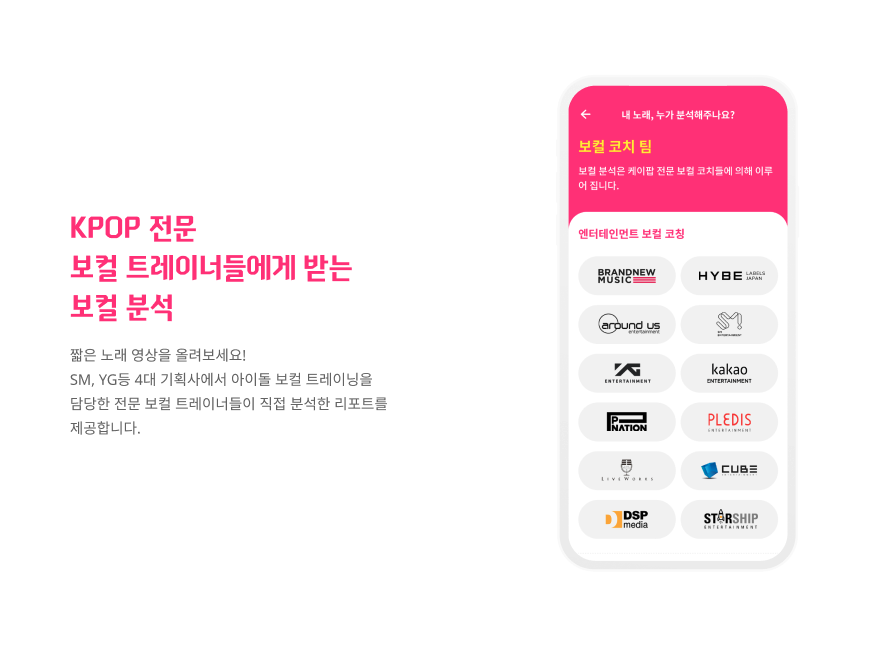 KPOP 전문
보컬 트레이너들에게 받는
보컬 분석
짧은 노래 영상을 올려보세요!
SM, YG등 4대 기획사에서 아이돌 보컬 트레이닝을
담당한 전문 보컬 트레이너들이 직접 분석한 리포트를
제공합니다.
내 노래, 누가 분석해주나요?
보컬 코치 팀
보컬 분석은 케이팝 전문 보컬 코치들에 의해 이루
어 집니다.
엔터테인먼트 보컬 코칭
BRANDNEW
MUSIC
HYBE LABELS
JAPAN
around us
entertainment
SM
ENTERTAINMENT
YG
ENTERTAINMENT
kakao
ENTERTAINMENT
P NATION
PLEDIS
ENTERTAINMENT
LIVEWORKS
CUBE
ENTERTAINMENT
DSP
media
STARSHIP
ENTERTAINMENT